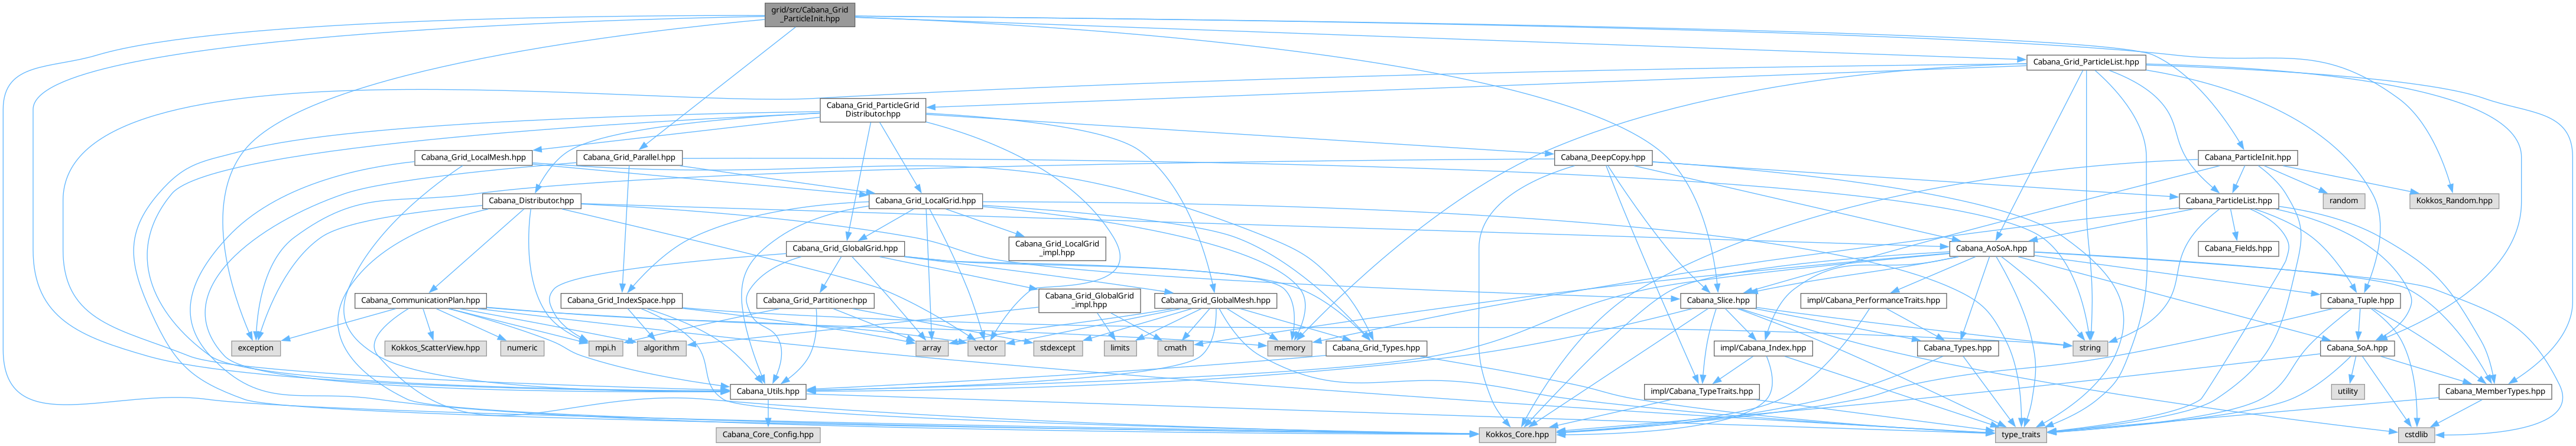 grid/src/Cabana_Grid
_ParticleInit.hpp
Cabana_Grid_ParticleList.hpp
Cabana_Grid_ParticleGrid
Distributor.hpp
Cabana_Grid_LocalMesh.hpp
Cabana_Grid_Parallel.hpp
Cabana_DeepCopy.hpp
Cabana_ParticleInit.hpp
Cabana_Distributor.hpp
Cabana_Grid_LocalGrid.hpp
Cabana_ParticleList.hpp
random
Kokkos_Random.hpp
Cabana_Grid_GlobalGrid.hpp
Cabana_Grid_LocalGrid
_impl.hpp
Cabana_AoSoA.hpp
Cabana_Fields.hpp
Cabana_CommunicationPlan.hpp
Cabana_Grid_IndexSpace.hpp
Cabana_Grid_Partitioner.hpp
Cabana_Grid_GlobalGrid
_impl.hpp
Cabana_Grid_GlobalMesh.hpp
Cabana_Slice.hpp
impl/Cabana_PerformanceTraits.hpp
Cabana_Tuple.hpp
exception
Kokkos_ScatterView.hpp
numeric
mpi.h
algorithm
array
vector
stdexcept
limits
cmath
memory
Cabana_Grid_Types.hpp
impl/Cabana_Index.hpp
Cabana_Types.hpp
string
Cabana_SoA.hpp
Cabana_Utils.hpp
impl/Cabana_TypeTraits.hpp
utility
Cabana_MemberTypes.hpp
Cabana_Core_Config.hpp
Kokkos_Core.hpp
type_traits
cstdlib